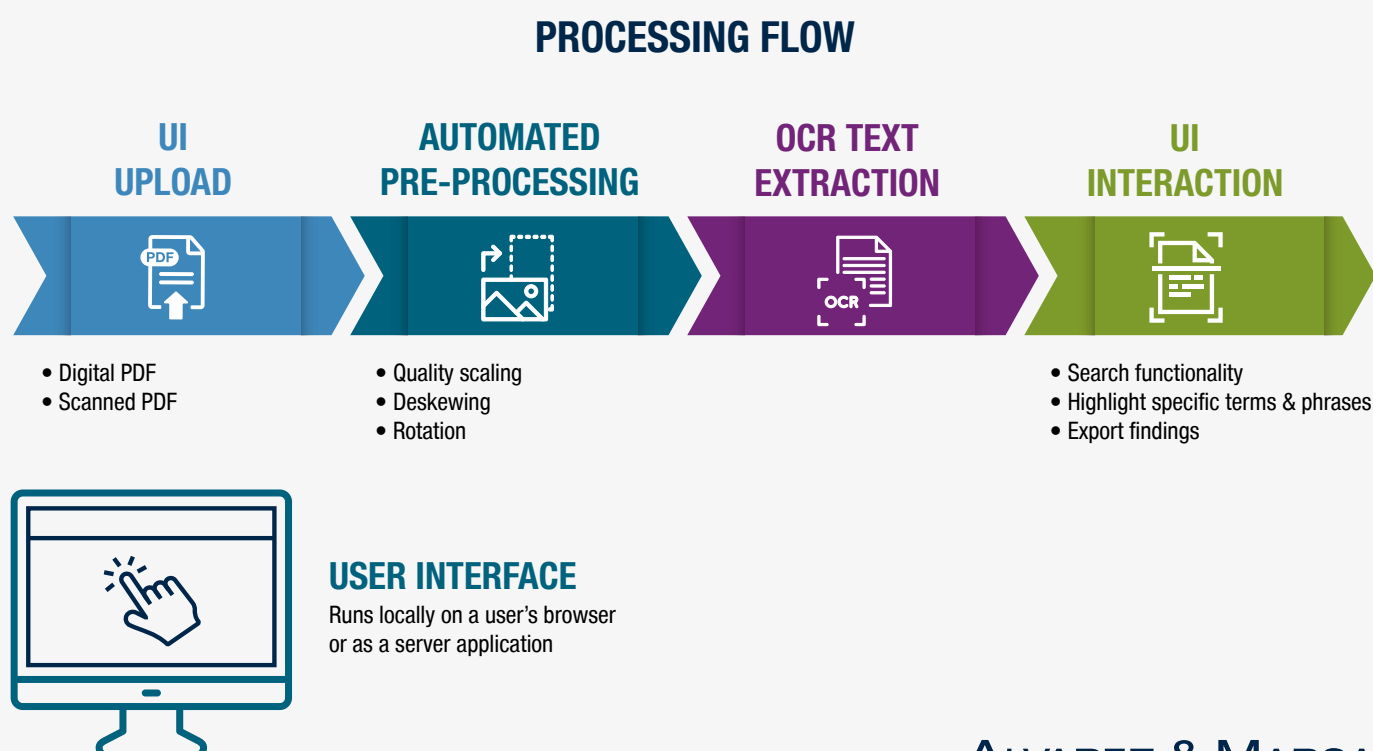 PROCESSING FLOW
UI
UPLOAD
AUTOMATED
PRE-PROCESSING
OCR TEXT
EXTRACTION
UI
INTERACTION
PDF
OCR
• Digital PDF
• Scanned PDF
• Quality scaling
• Deskewing
• Rotation
• Search functionality
• Highlight specific terms & phrases
• Export findings
USER INTERFACE
Runs locally on a user's browser
or as a server application